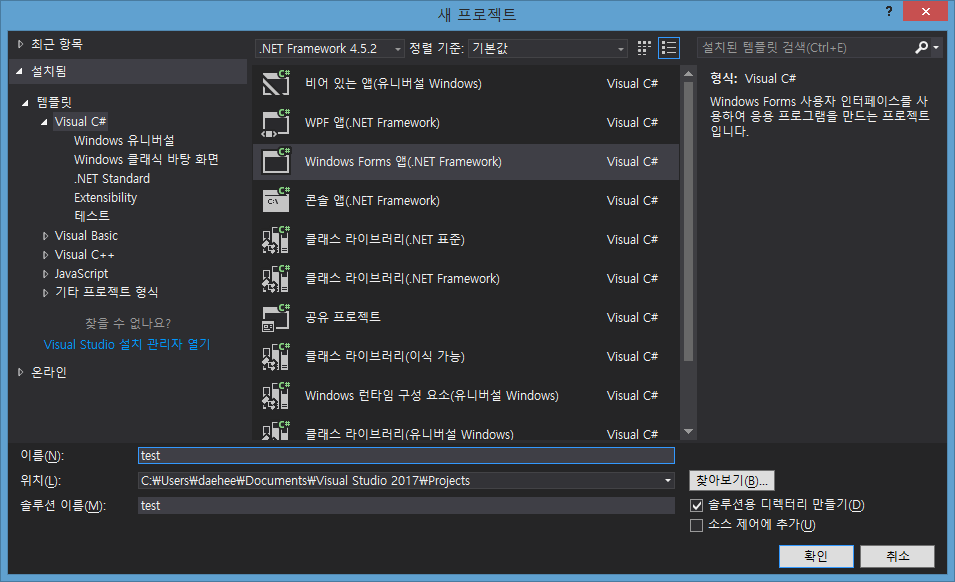 새 프로젝트
?
최근 항목
설치됨
템플릿
Visual C#
Windows 유니버설
Windows 클래식 바탕 화면
.NET Standard
Extensibility
테스트
Visual Basic
Visual C++
JavaScript
기타 프로젝트 형식
찾을 수 없나요?
Visual Studio 설치 관리자 열기
온라인
.NET Framework 4.5.2 정렬 기준: 기본값
비어 있는 앱(유니버설 Windows) Visual C#
WPF 앱(.NET Framework) Visual C#
Windows Forms 앱(.NET Framework) Visual C#
콘솔 앱(.NET Framework) Visual C#
클래스 라이브러리(.NET 표준) Visual C#
클래스 라이브러리(.NET Framework) Visual C#
공유 프로젝트 Visual C#
클래스 라이브러리(이식 가능) Visual C#
Windows 런타임 구성 요소(유니버설 Windows) Visual C#
클래스 라이브러리(유니버설 Windows) Visual C#
설치된 템플릿 검색(Ctrl+E)
형식: Visual C#
Windows Forms 사용자 인터페이스를 사
용하여 응용 프로그램을 만드는 프로젝트
입니다.
이름(N): test
위치(L): C:₩Users₩daehee₩Documents₩Visual Studio 2017₩Projects
찾아보기(B)...
솔루션 이름(M): test
솔루션용 디렉터리 만들기(D)
소스 제어에 추가(U)
확인 취소